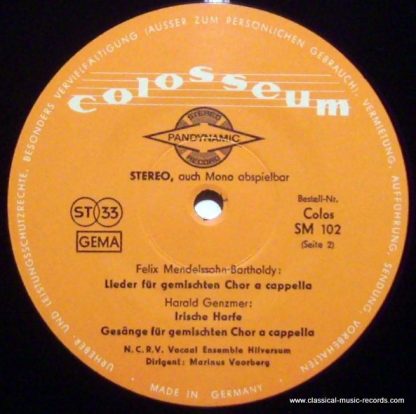 URHEBER- UND LEISTUNGSSCHUTZRECHTE, BESONDERS VERVIELFÄLTIGUNG (AUSSER ZUM PERSÖNLICHEN GEBRAUCH), VERMIETUNG, AUFFÜHRUNG, SENDUNG VORBEHALTEN
Colosseum
STEREO
PANDYNAMIC
RECORD
STEREO, auch Mono abspielbar
ST 33
GEMA
Bestell-Nr.
Colos
SM 102
(Seite 2)
Felix Mendelssohn-Bartholdy:
Lieder für gemischten Chor a cappella
Harald Genzmer:
Irische Harfe
Gesänge für gemischten Chor a cappella
N. C. R. V. Vocaal Ensemble Hilversum
Dirigent: Marinus Voorberg
MADE IN GERMANY
www.classical-music-records.com